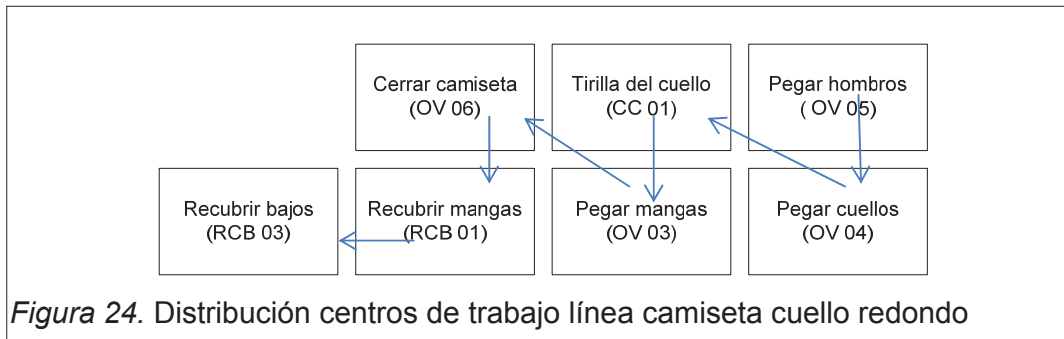 Cerrar camiseta
(OV 06)
Tirilla del cuello
(CC 01)
Pegar hombros
( OV 05)
Recubrir bajos
(RCB 03)
Recubrir mangas
(RCB 01)
Pegar mangas
(OV 03)
Pegar cuellos
(OV 04)
Figura 24. Distribución centros de trabajo línea camiseta cuello redondo